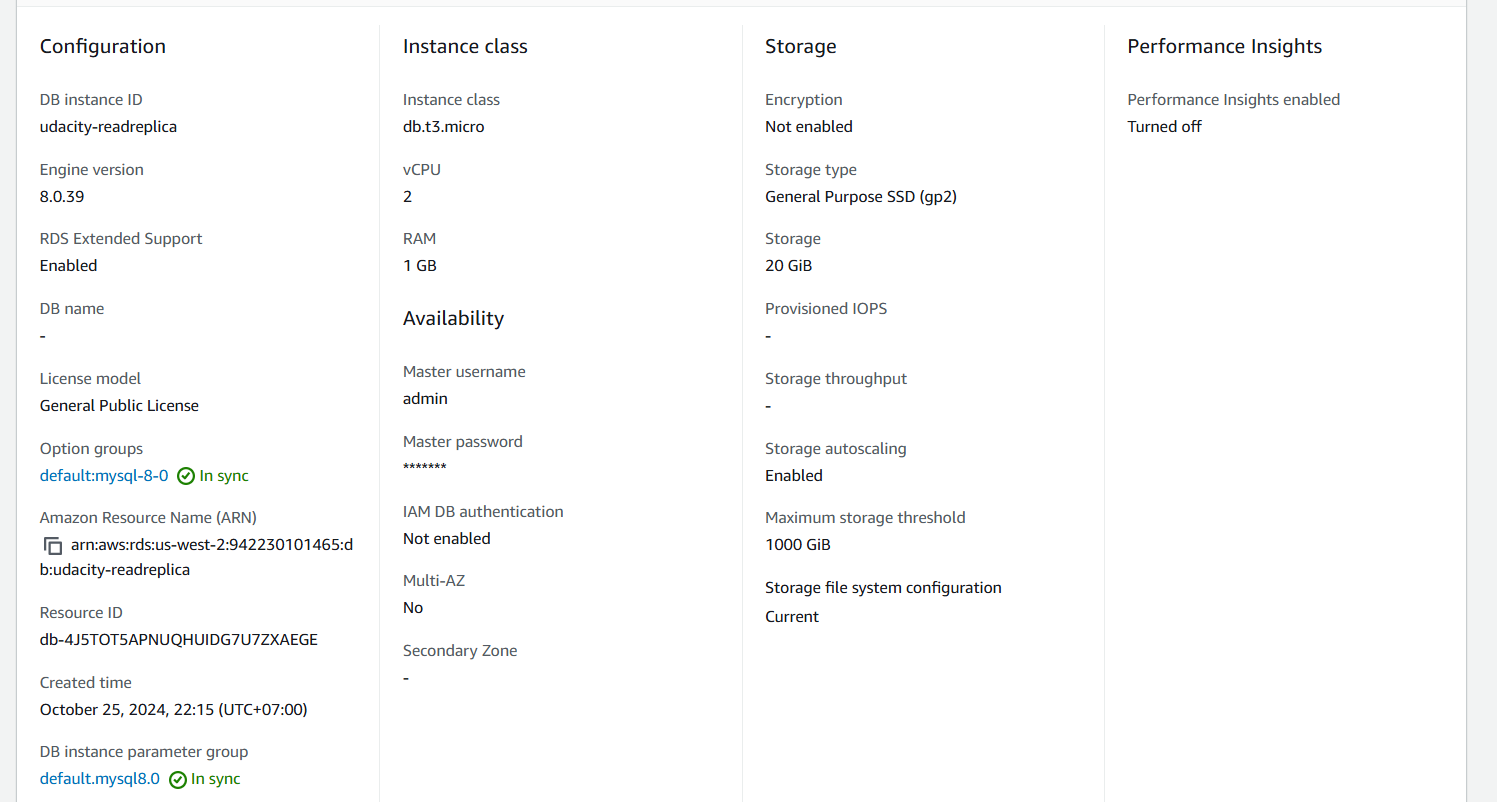 Configuration
DB instance ID
udacity-readreplica
Engine version
8.0.39
RDS Extended Support
Enabled
DB name
-
License model
General Public License
Option groups
default:mysql-8-0 In sync
Amazon Resource Name (ARN)
arn:aws:rds:us-west-2:942230101465:d
b:udacity-readreplica
Resource ID
db-4J5TOT5APNUQHUIDG7U7ZXAEGE
Created time
October 25, 2024, 22:15 (UTC+07:00)
DB instance parameter group
default.mysql8.0 In sync
Instance class
Instance class
db.t3.micro
vCPU
2
RAM
1 GB
Availability
Master username
admin
Master password
*******
IAM DB authentication
Not enabled
Multi-AZ
No
Secondary Zone
-
Storage
Encryption
Not enabled
Storage type
General Purpose SSD (gp2)
Storage
20 GiB
Provisioned IOPS
-
Storage throughput
-
Storage autoscaling
Enabled
Maximum storage threshold
1000 GiB
Storage file system configuration
Current
Performance Insights
Performance Insights enabled
Turned off